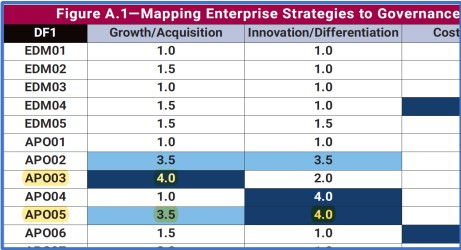 Figure A.1—Mapping Enterprise Strategies to Governance
DF1 Growth/Acquisition Innovation/Differentiation Cost
EDM01 1.0 1.0
EDM02 1.5 1.0
EDM03 1.0 1.0
EDM04 1.5 1.0
EDM05 1.5 1.5
APO01 1.0 1.0
APO02 3.5 3.5
APO03 4.0 2.0
APO04 1.0 4.0
APO05 3.5 4.0
APO06 1.5 1.0